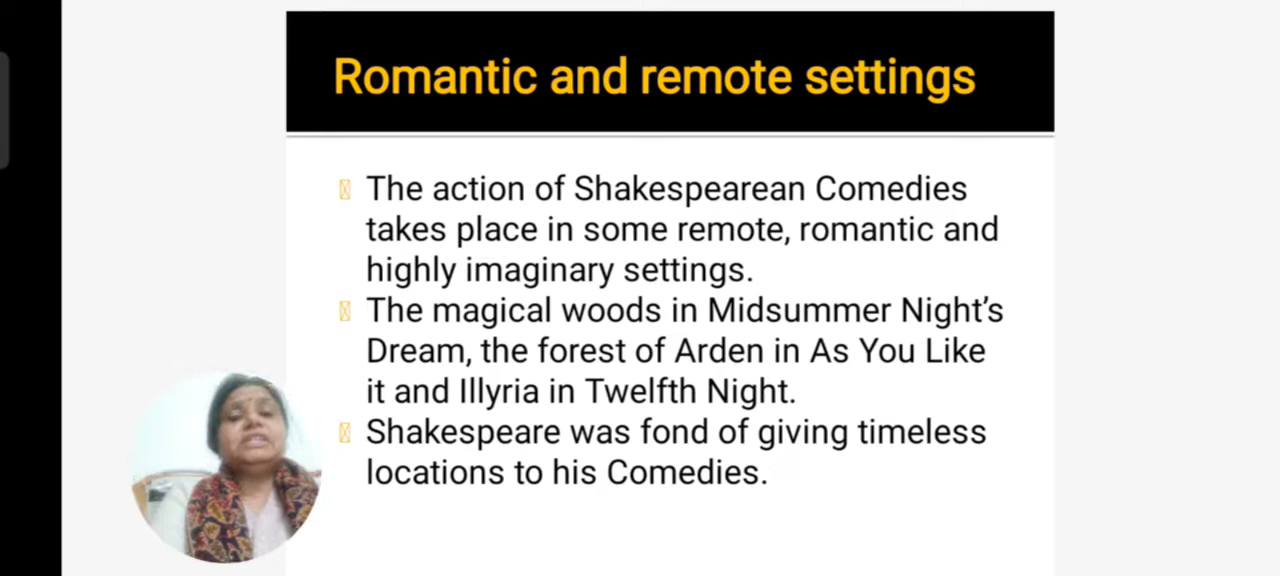 Romantic and remote settings
The action of Shakespearean Comedies
takes place in some remote, romantic and
highly imaginary settings.
The magical woods in Midsummer Night’s
Dream, the forest of Arden in As You Like
it and Illyria in Twelfth Night.
Shakespeare was fond of giving timeless
locations to his Comedies.